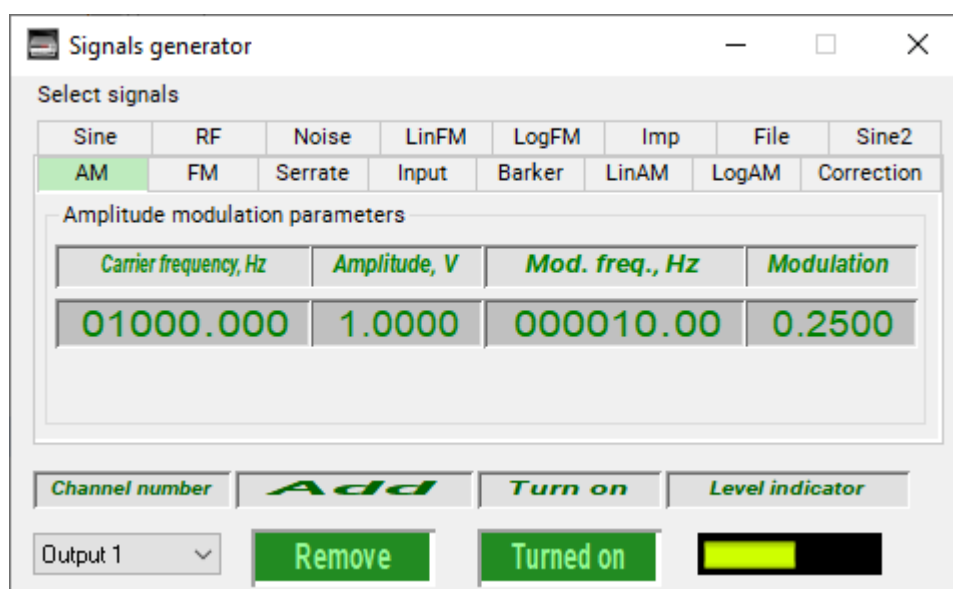 Signals generator
Select signals
Sine RF Noise LinFM LogFM Imp File Sine2
AM FM Serrate Input Barker LinAM LogAM Correction
Amplitude modulation parameters
Carrier frequency, Hz Amplitude, V Mod. freq., Hz Modulation
01000.000 1.0000 000010.00 0.2500
Channel number Add Turn on Level indicator
Output 1 Remove Turned on